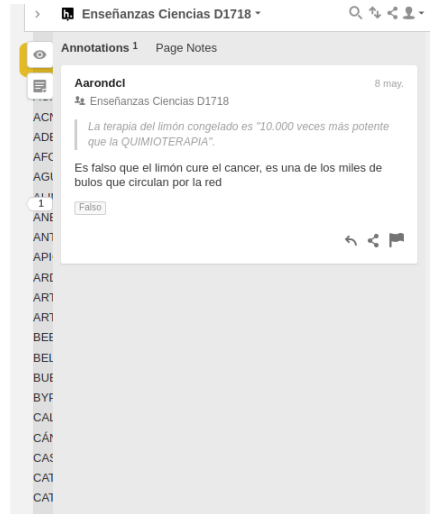 h. Enseñanzas Ciencias D1718
Annotations 1 Page Notes
Aarondcl 8 may.
Enseñanzas Ciencias D1718
La terapia del limón congelado es "10.000 veces más potente
que la QUIMIOTERAPIA".
Es falso que el limón cure el cancer, es una de los miles de
bulos que circulan por la red
Falso
ACN
ADE
AFC
AGU
1
ANE
ANT
APIC
ARD
ART
ART
BEE
BEL
BUE
BYP
CAL
CÁN
CAS
CAT
CAT